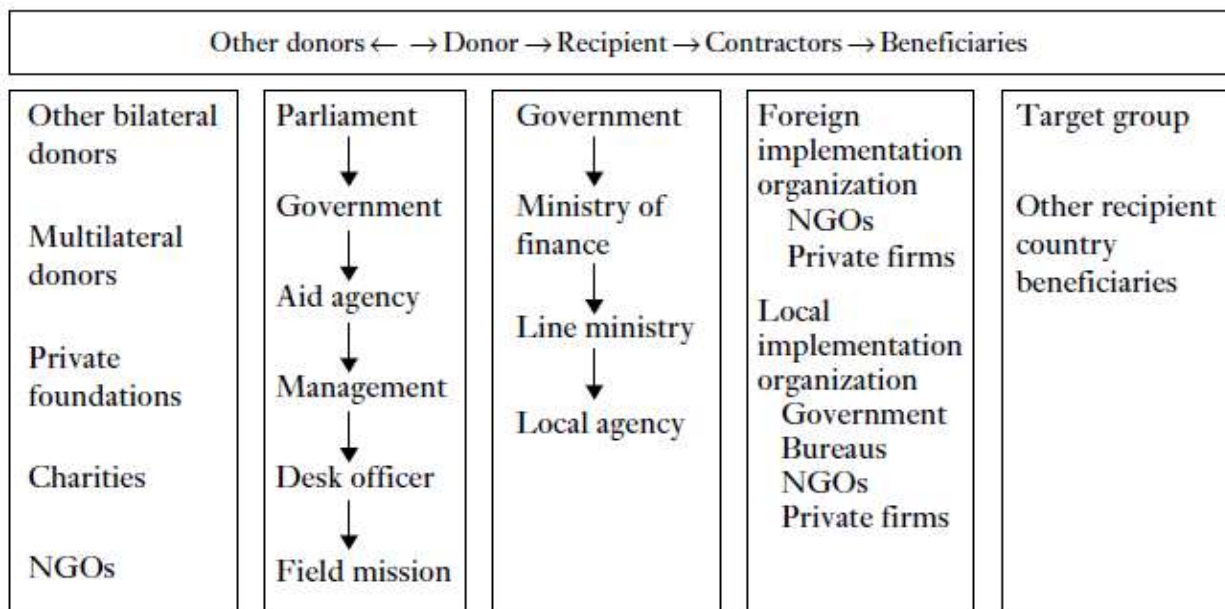 Other donors ← → Donor → Recipient → Contractors → Beneficiaries
Other bilateral
donors
Multilateral
donors
Private
foundations
Charities
NGOs
Parliament
Government
Aid agency
Management
Desk officer
Field mission
Government
Ministry of
finance
Line ministry
Local agency
Foreign
implementation
organization
NGOs
Private firms
Local
implementation
organization
Government
Bureaus
NGOs
Private firms
Target group
Other recipient
country
beneficiaries